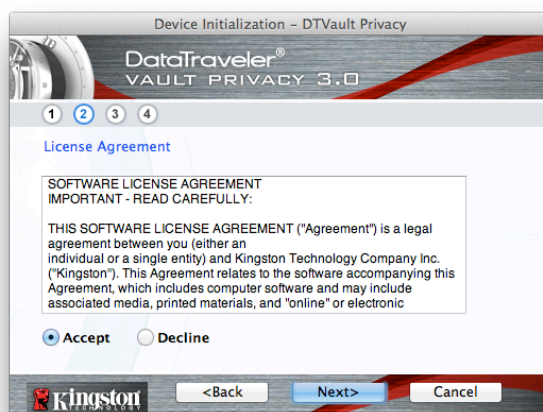 Device Initialization – DTVault Privacy
DataTraveler®
VAULT PRIVACY 3.0
1 2 3 4
License Agreement
SOFTWARE LICENSE AGREEMENT
IMPORTANT - READ CAREFULLY:
THIS SOFTWARE LICENSE AGREEMENT ("Agreement") is a legal
agreement between you (either an
individual or a single entity) and Kingston Technology Company Inc.
("Kingston"). This Agreement relates to the software accompanying this
Agreement, which includes computer software and may include
associated media, printed materials, and "online" or electronic
Accept Decline
Kingston
TECHNOLOGY
<Back Next> Cancel